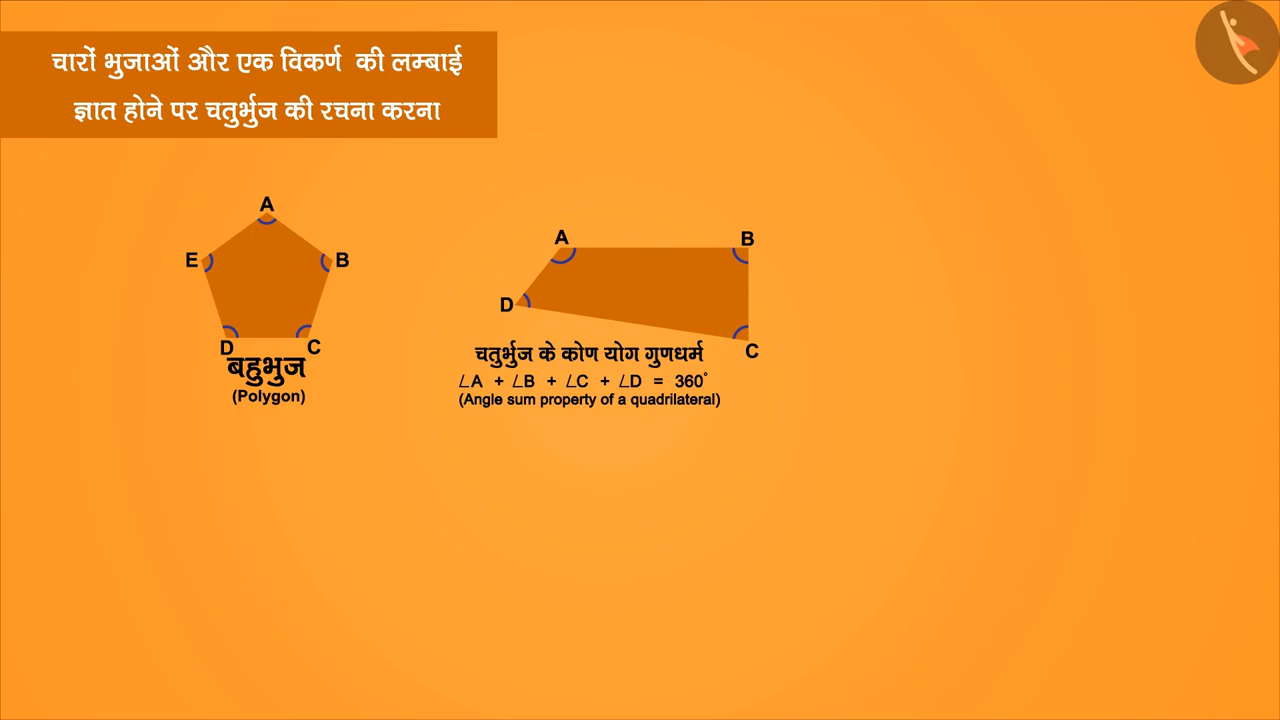 चारों भुजाओं और एक विकर्ण की लम्बाई
ज्ञात होने पर चतुर्भुज की रचना करना
A
E
B
D
C
बहुभुज
(Polygon)
A
B
D
C
चतुर्भुज के कोण योग गुणधर्म
∠A + ∠B + ∠C + ∠D = 360°
(Angle sum property of a quadrilateral)